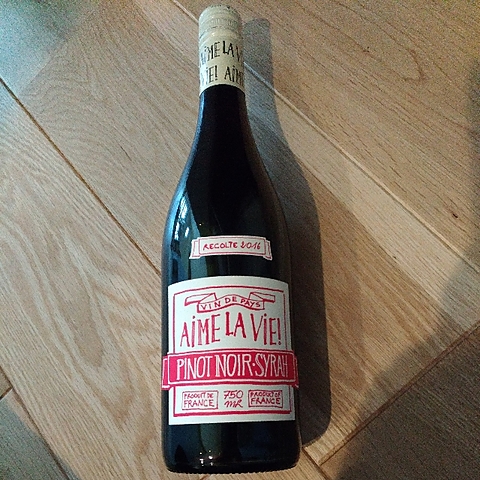 AiME LA V
ViE! AiME
RECOLTE 2016
VIN DE PAYS
AiME LA ViE!
PINOT NOIR·SYRAH
PRODUIT DE
FRANCE
750
ml
PRODUCT OF
FRANCE